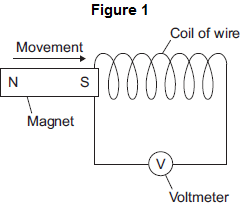 Figure 1
Coil of wire
Movement
N S
Magnet
V
Voltmeter